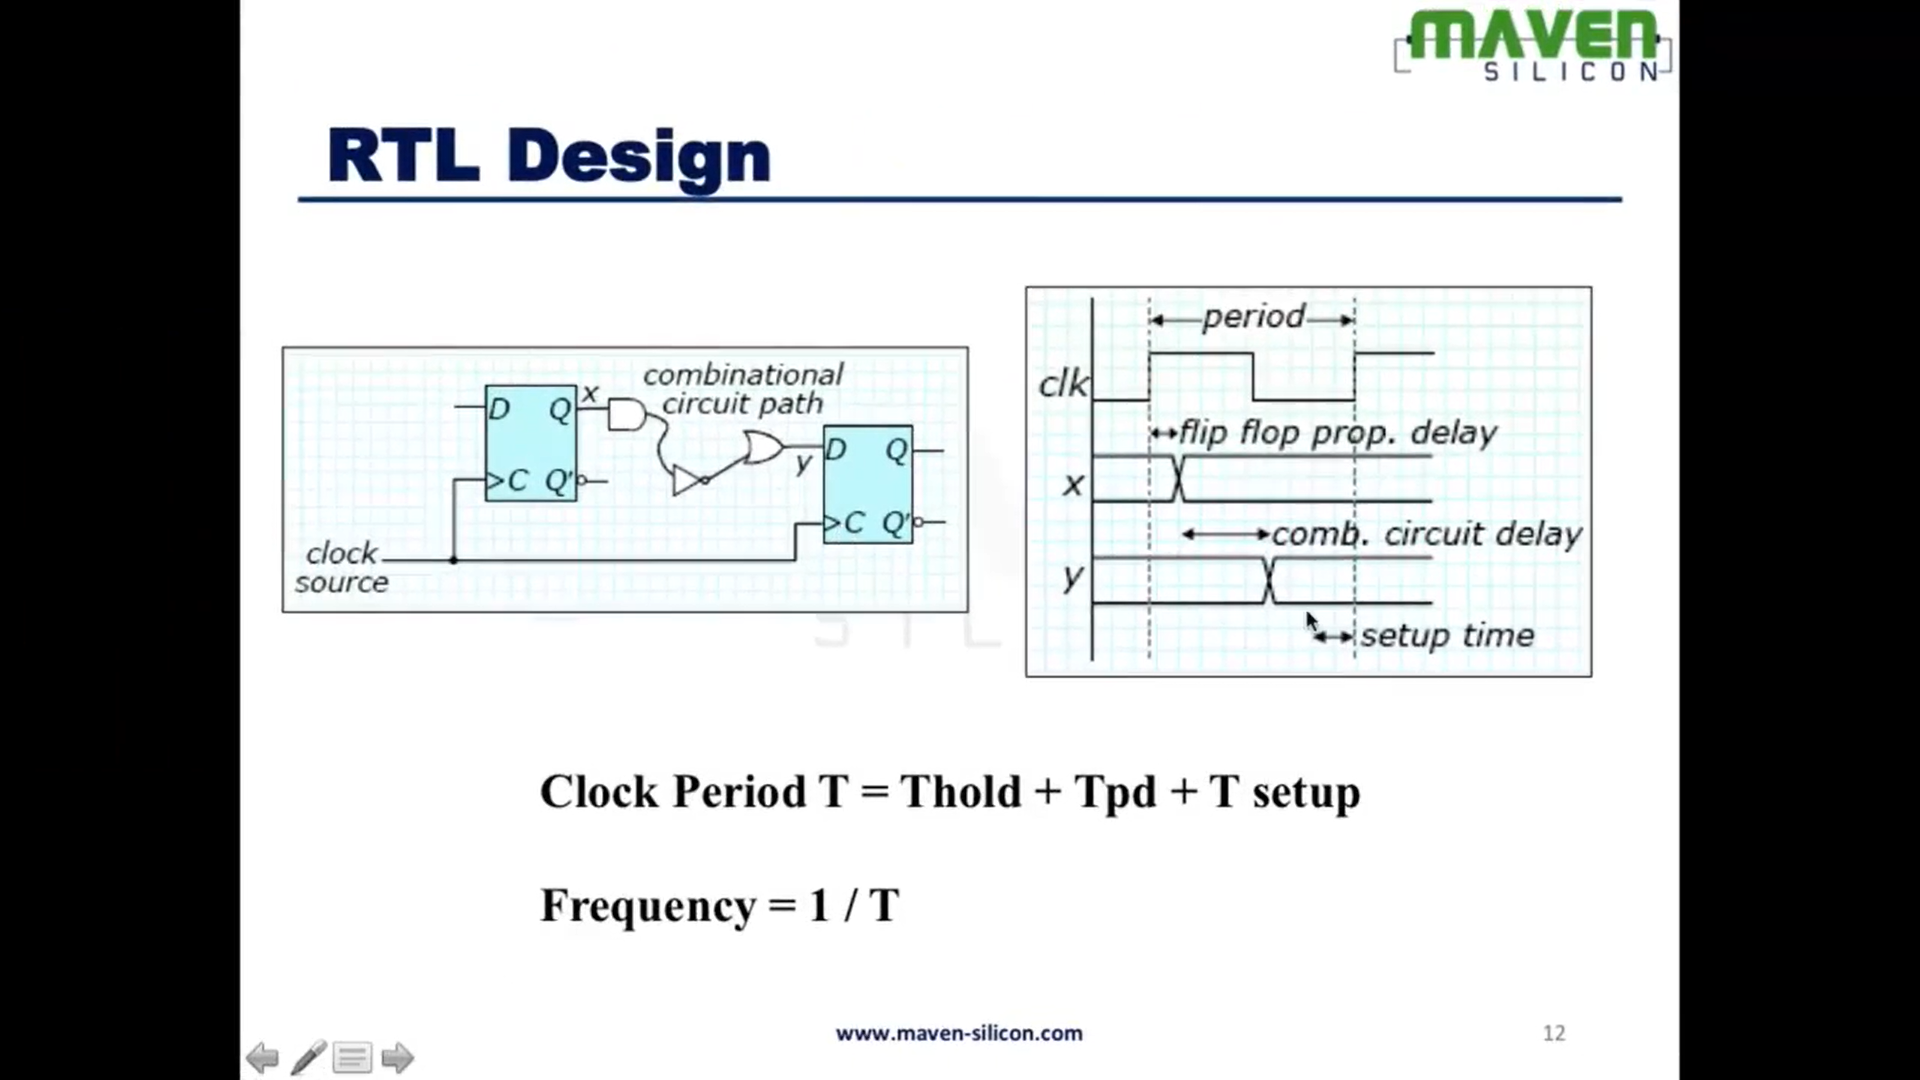 MAVEN
SILICON
RTL Design
combinational
circuit path
x
D Q
C Q'
y
D Q
C Q'
clock
source
period
clk
flip flop prop. delay
x
comb. circuit delay
y
setup time
Clock Period T = Thold + Tpd + T setup
Frequency = 1 / T
www.maven-silicon.com
12